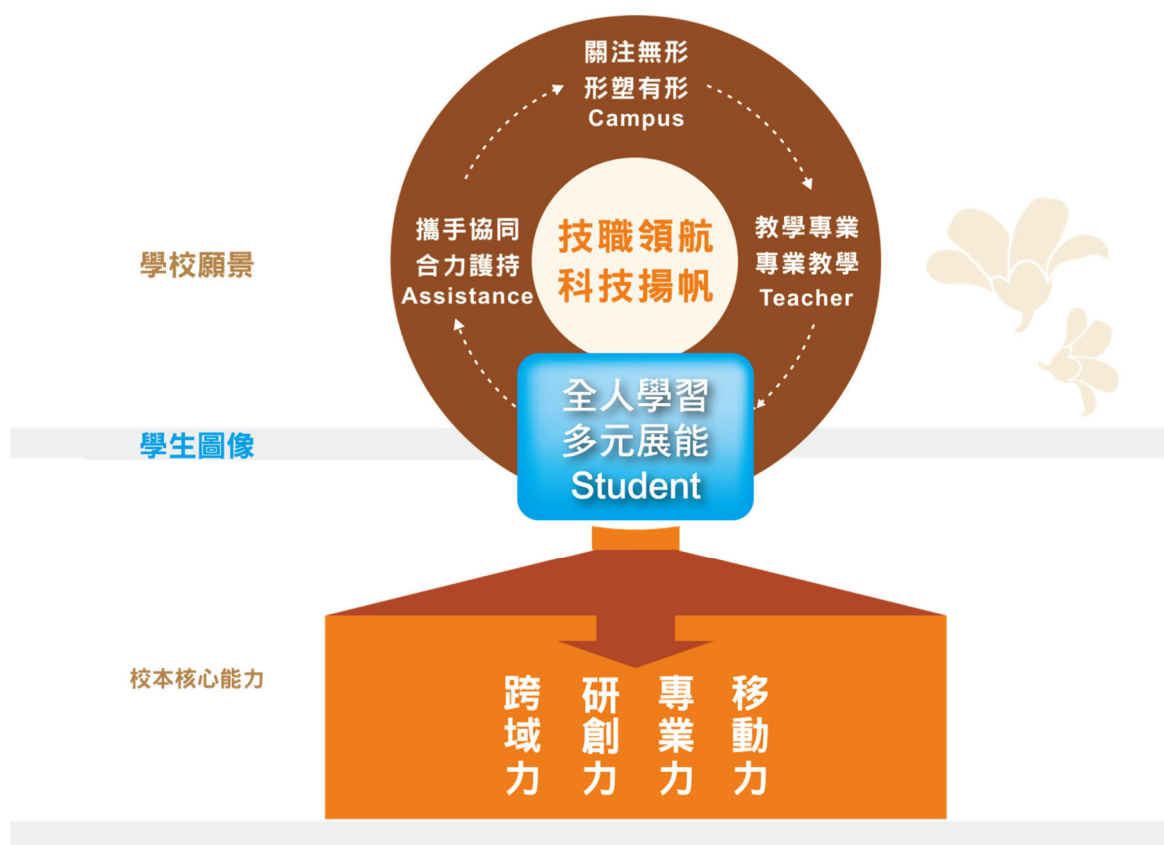 關注無形
形塑有形
Campus
攜手協同
合力護持
Assistance
技職領航
科技揚帆
教學專業
專業教學
Teacher
學校願景
全人學習
多元展能
Student
學生圖像
校本核心能力
跨域力
研創力
專業力
移動力